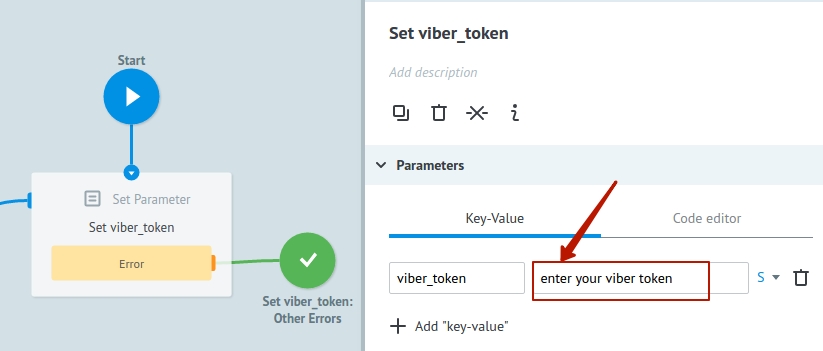 Start
Set Parameter
Set viber_token
Error
Set viber_token:
Other Errors
Set viber_token
Add description
Parameters
Key-Value
Code editor
viber_token
enter your viber token
S
Add "key-value"